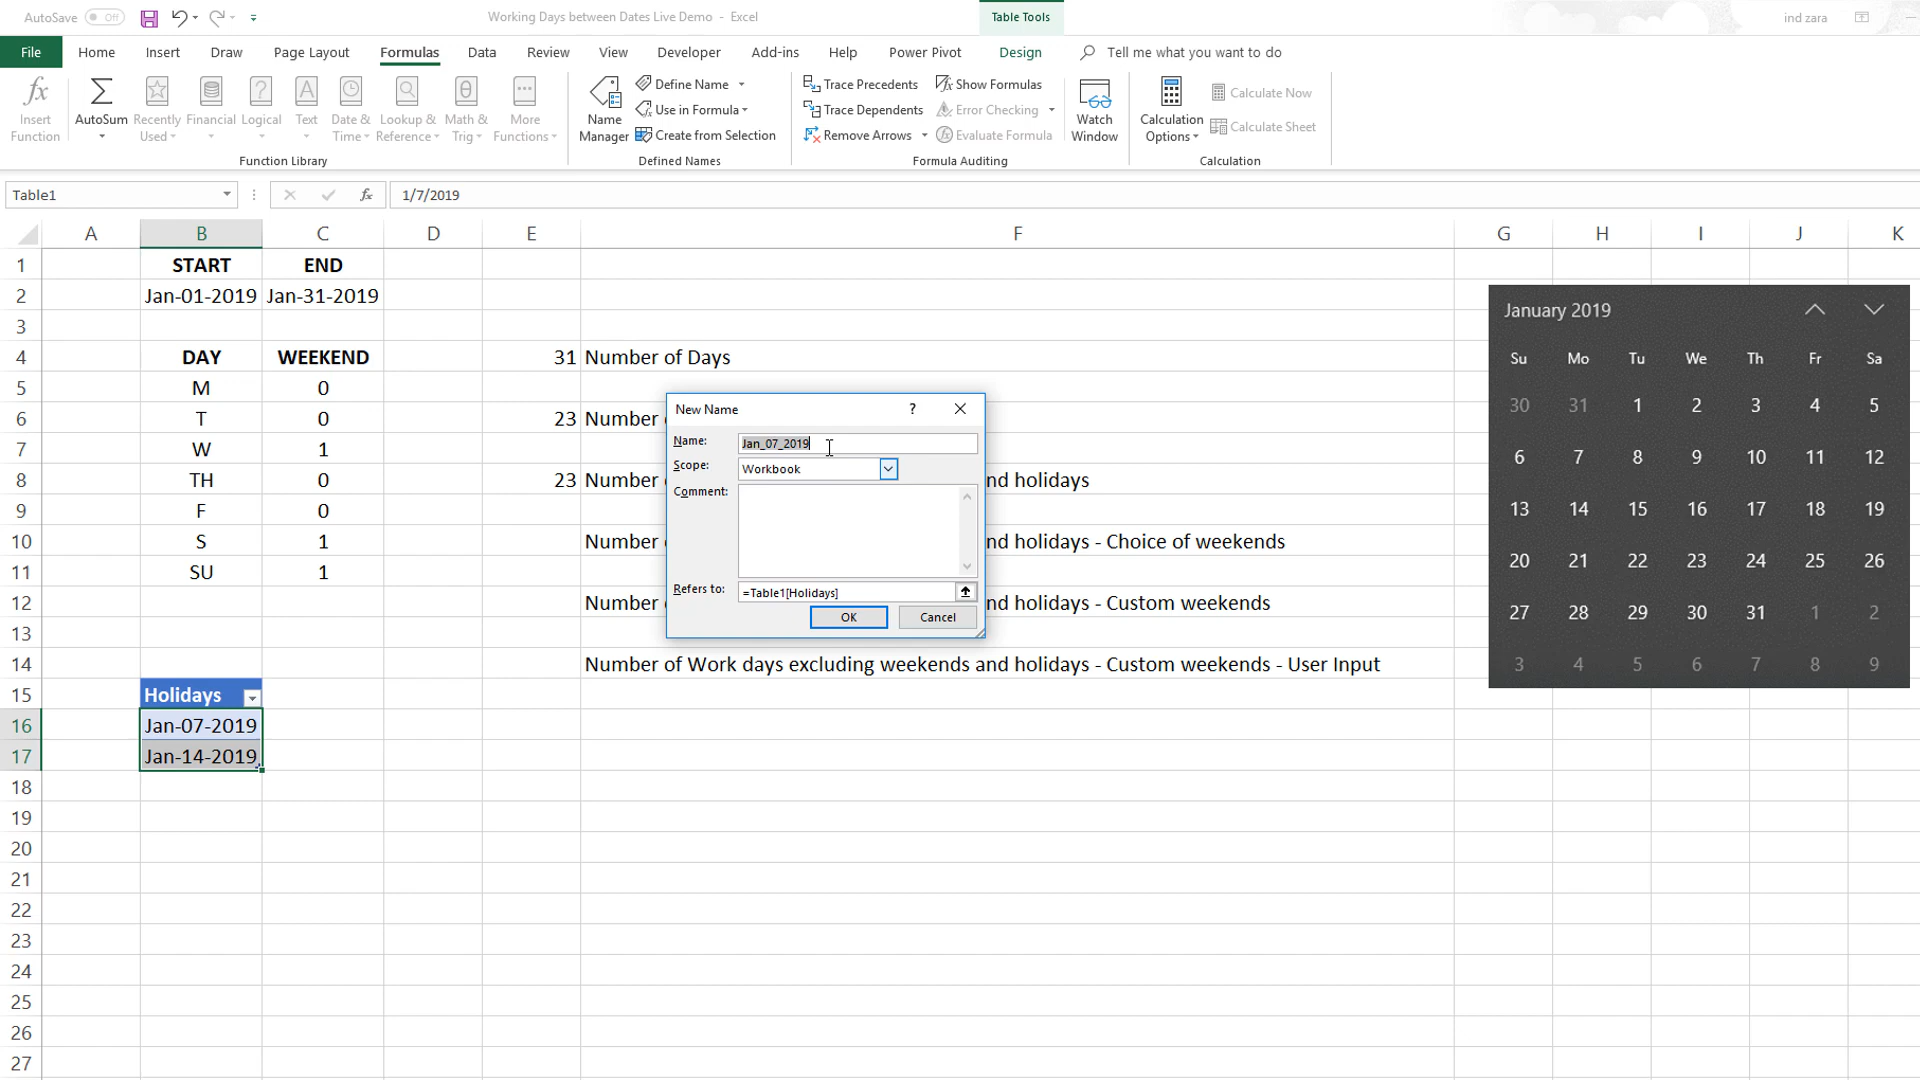 AutoSave Off
Working Days between Dates Live Demo - Excel
Table Tools
ind zara
File Home Insert Draw Page Layout Formulas Data Review View Developer Add-ins Help Power Pivot Design Tell me what you want to do
fx Insert Function
Σ AutoSum
Recently Used
Financial
Logical
A Text
Date & Time
Lookup & Reference
θ Math & Trig
More Functions
Function Library
Name Manager
Define Name
Use in Formula
Create from Selection
Defined Names
Trace Precedents
Trace Dependents
Remove Arrows
Show Formulas
Error Checking
Evaluate Formula
Formula Auditing
Watch Window
Calculation Options
Calculate Now
Calculate Sheet
Calculation
Table1 fx 1/7/2019
A B C D E F G H I J K
1 START END
2 Jan-01-2019 Jan-31-2019
3
4 DAY WEEKEND 31 Number of Days
5 M 0
6 T 0 23 Number
7 W 1
8 TH 0 23 Number nd holidays
9 F 0
10 S 1 Number nd holidays - Choice of weekends
11 SU 1
12 Number nd holidays - Custom weekends
13
14 Number of Work days excluding weekends and holidays - Custom weekends - User Input
15 Holidays
16 Jan-07-2019
17 Jan-14-2019
18
19
20
21
22
23
24
25
26
27
New Name ?
Name: Jan_07_2019
Scope: Workbook
Comment:
Refers to: =Table1[Holidays]
OK Cancel
January 2019
Su Mo Tu We Th Fr Sa
30 31 1 2 3 4 5
6 7 8 9 10 11 12
13 14 15 16 17 18 19
20 21 22 23 24 25 26
27 28 29 30 31 1 2
3 4 5 6 7 8 9